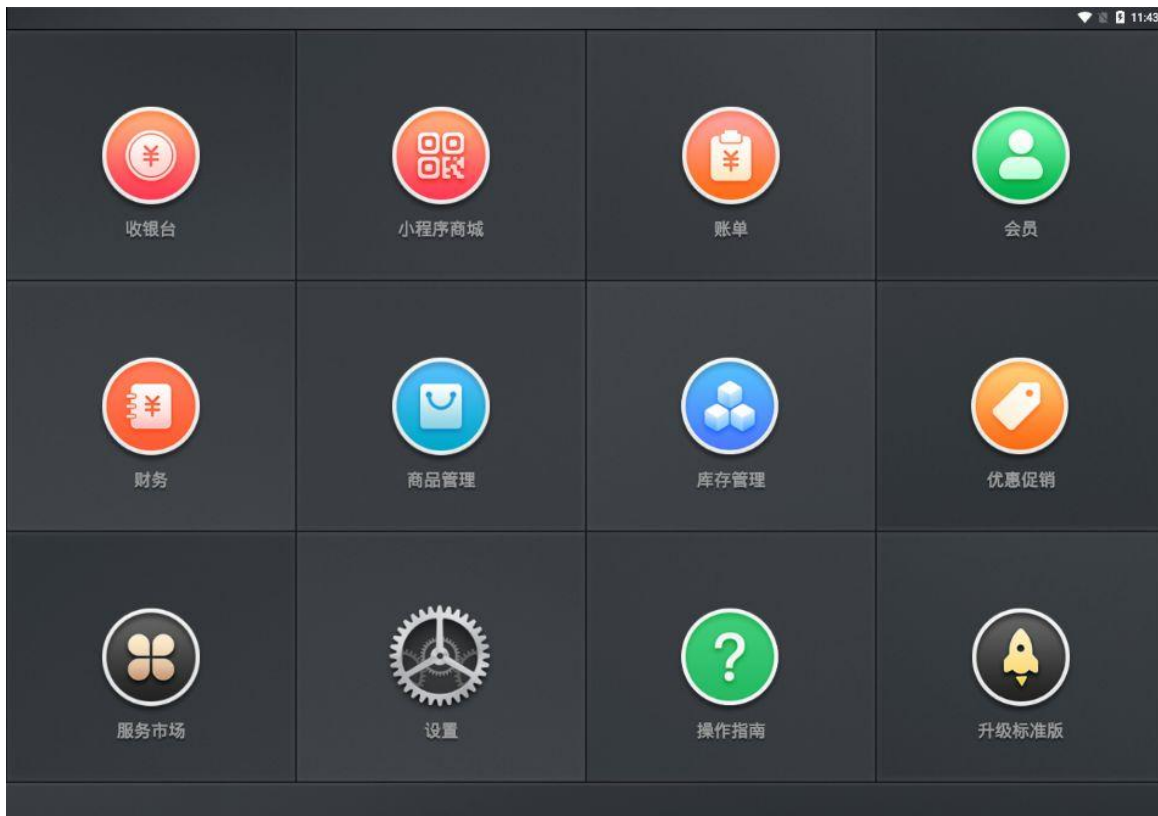 11:43
收银台
小程序商城
账单
会员
财务
商品管理
库存管理
优惠促销
服务市场
设置
操作指南
升级标准版